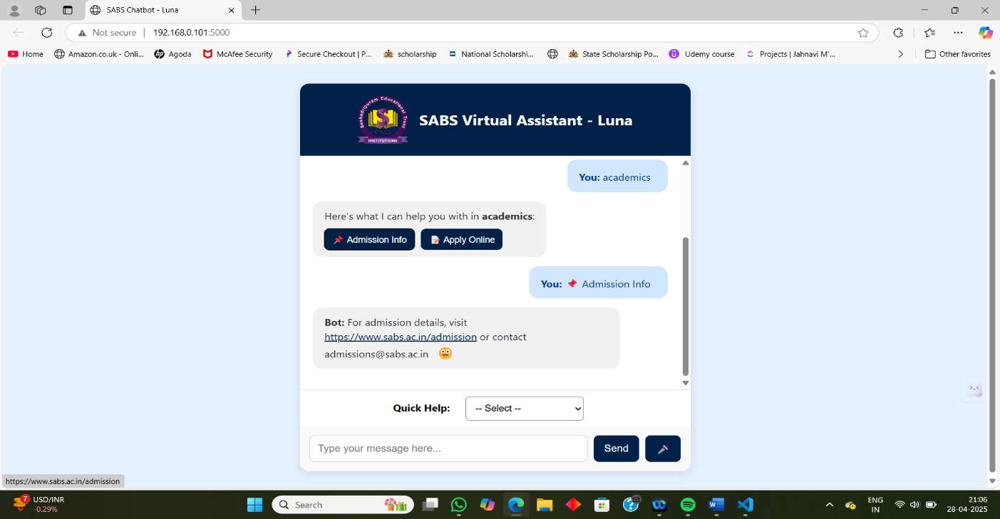 SABS Chatbot - Luna
Not secure
192.168.0.101:5000
Home
Amazon.co.uk - Onli...
Agoda
McAfee Security
Secure Checkout | P...
scholarship
National Scholarshi...
State Scholarship Po...
Udemy course
Projects | Jahnavi M'...
Other favorites
Seshadripuram Educational Trust
INSTITUTIONS
SABS Virtual Assistant - Luna
You: academics
Here's what I can help you with in academics:
Admission Info
Apply Online
You: 📌 Admission Info
Bot: For admission details, visit
https://www.sabs.ac.in/admission or contact
admissions@sabs.ac.in 😐
Quick Help:
-- Select --
Type your message here...
Send
https://www.sabs.ac.in/admission
7
USD/INR
-0.29%
Search
ENG
IN
21:06
28-04-2025